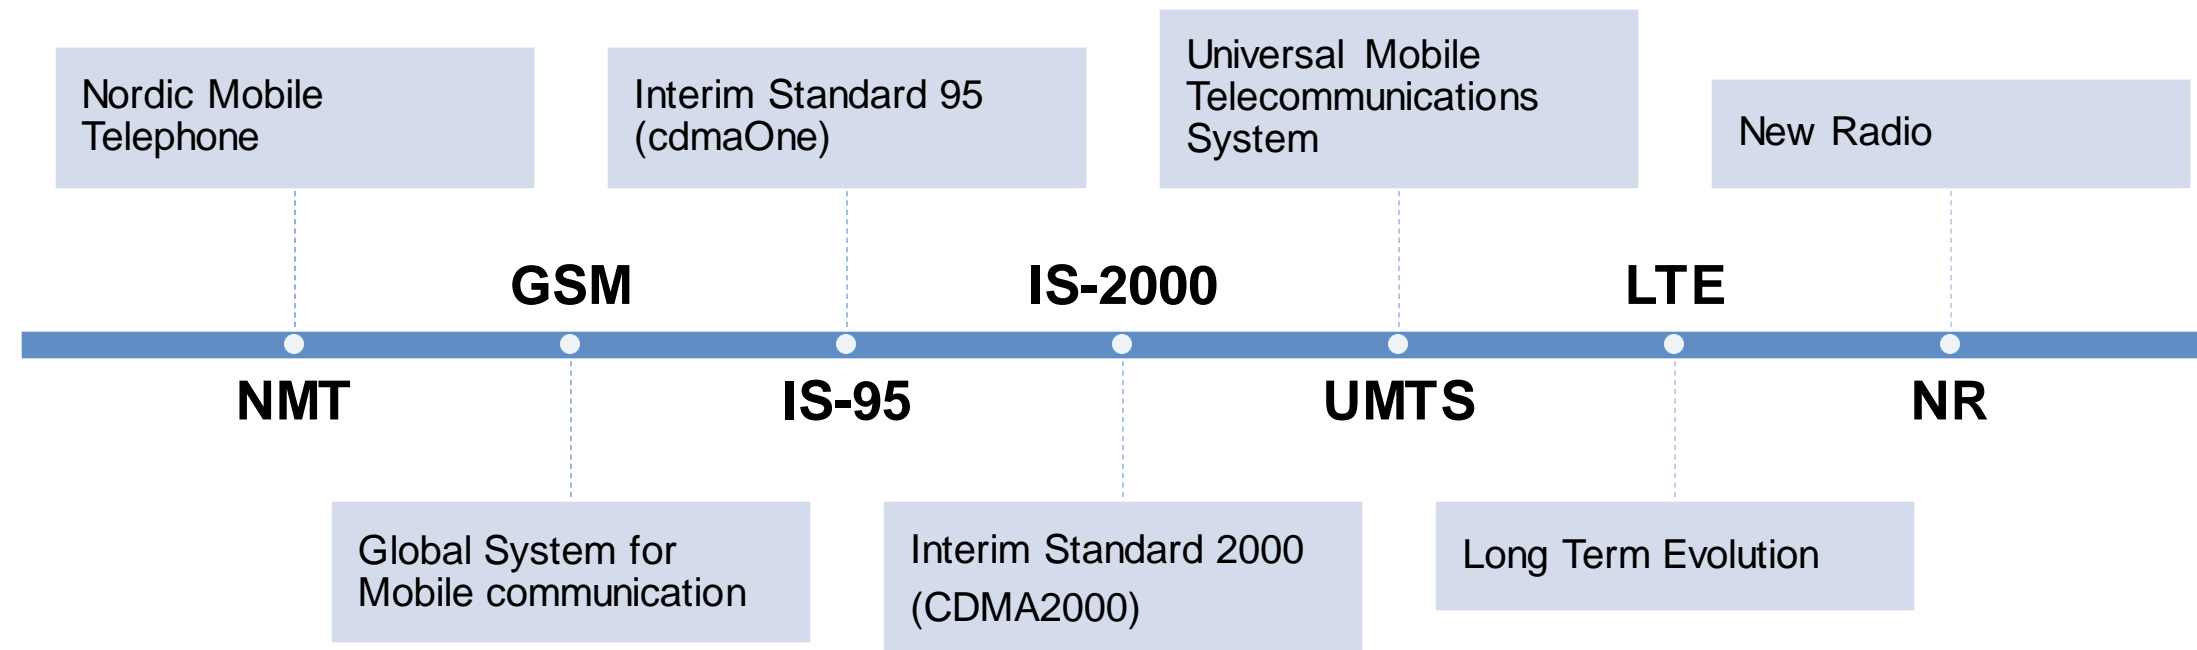 Nordic Mobile
Telephone
Interim Standard 95
(cdmaOne)
Universal Mobile
Telecommunications
System
New Radio
GSM
IS-2000
LTE
NMT
IS-95
UMTS
NR
Global System for
Mobile communication
Interim Standard 2000
(CDMA2000)
Long Term Evolution